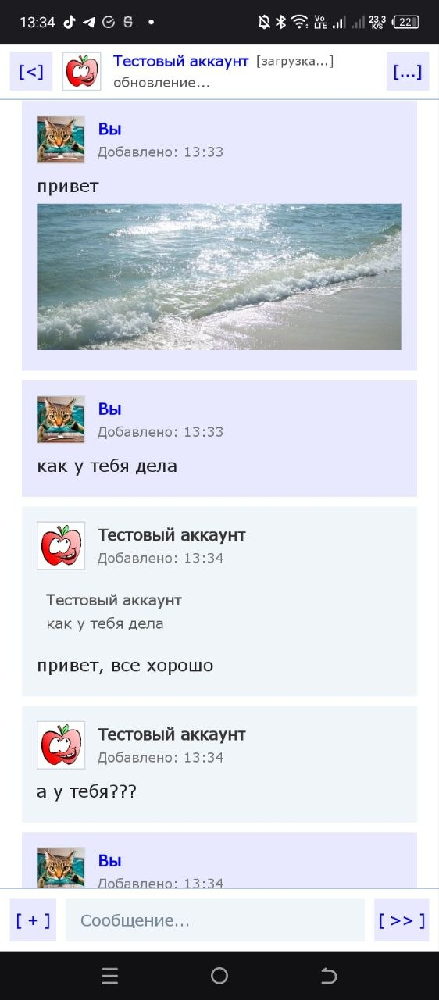 13:34
Vo LTE
23,3 K/S
22
[<]
Тестовый аккаунт [загрузка...]
обновление...
[...]
Вы
Добавлено: 13:33
привет
Вы
Добавлено: 13:33
как у тебя дела
Тестовый аккаунт
Добавлено: 13:34
Тестовый аккаунт
как у тебя дела
привет, все хорошо
Тестовый аккаунт
Добавлено: 13:34
а у тебя???
Вы
Добавлено: 13:34
[ + ]
Сообщение...
[ >> ]